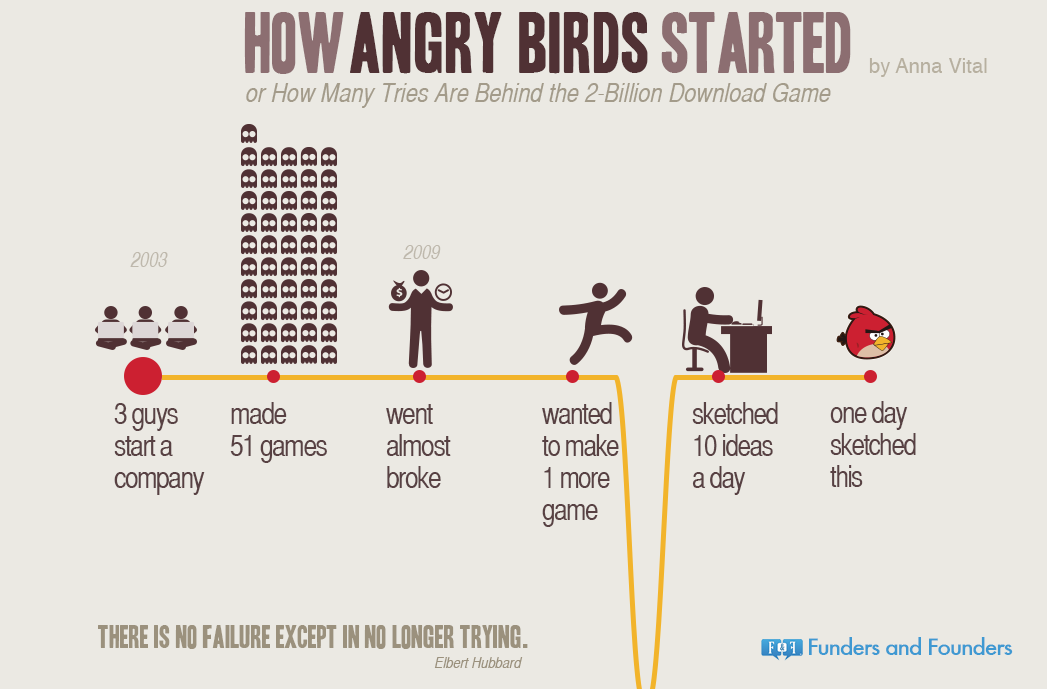 HOW ANGRY BIRDS STARTED
by Anna Vital
or How Many Tries Are Behind the 2-Billion Download Game
2003
2009
$
3 guys
start a
company
made
51 games
went
almost
broke
wanted
to make
1 more
game
sketched
10 ideas
a day
one day
sketched
this
THERE IS NO FAILURE EXCEPT IN NO LONGER TRYING.
Elbert Hubbard
F&F Funders and Founders